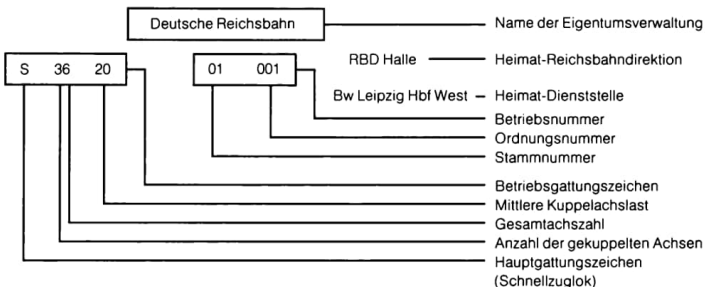 Deutsche Reichsbahn
Name der Eigentumsverwaltung
RBD Halle
Heimat-Reichsbahndirektion
S 36 20
01 001
Bw Leipzig Hbf West
Heimat-Dienststelle
Betriebsnummer
Ordnungsnummer
Stammnummer
Betriebsgattungszeichen
Mittlere Kuppelachslast
Gesamtachszahl
Anzahl der gekuppelten Achsen
Hauptgattungszeichen
(Schnellzuglok)